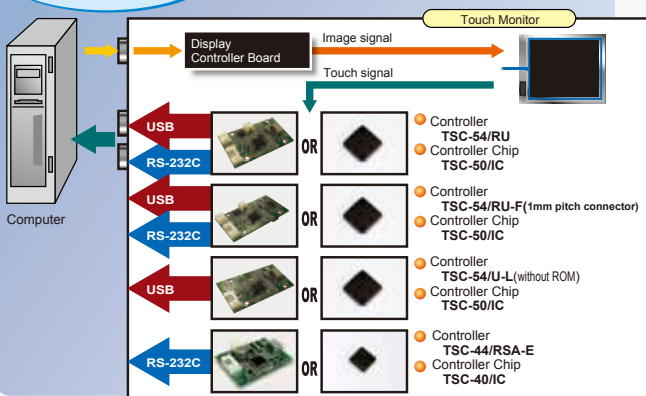 Touch Monitor
Display
Controller Board
Image signal
Touch signal
Computer
USB
RS-232C
OR
Controller
TSC-54/RU
Controller Chip
TSC-50/IC
USB
RS-232C
OR
Controller
TSC-54/RU-F(1mm pitch connector)
Controller Chip
TSC-50/IC
USB
OR
Controller
TSC-54/U-L(without ROM)
Controller Chip
TSC-50/IC
RS-232C
OR
Controller
TSC-44/RSA-E
Controller Chip
TSC-40/IC